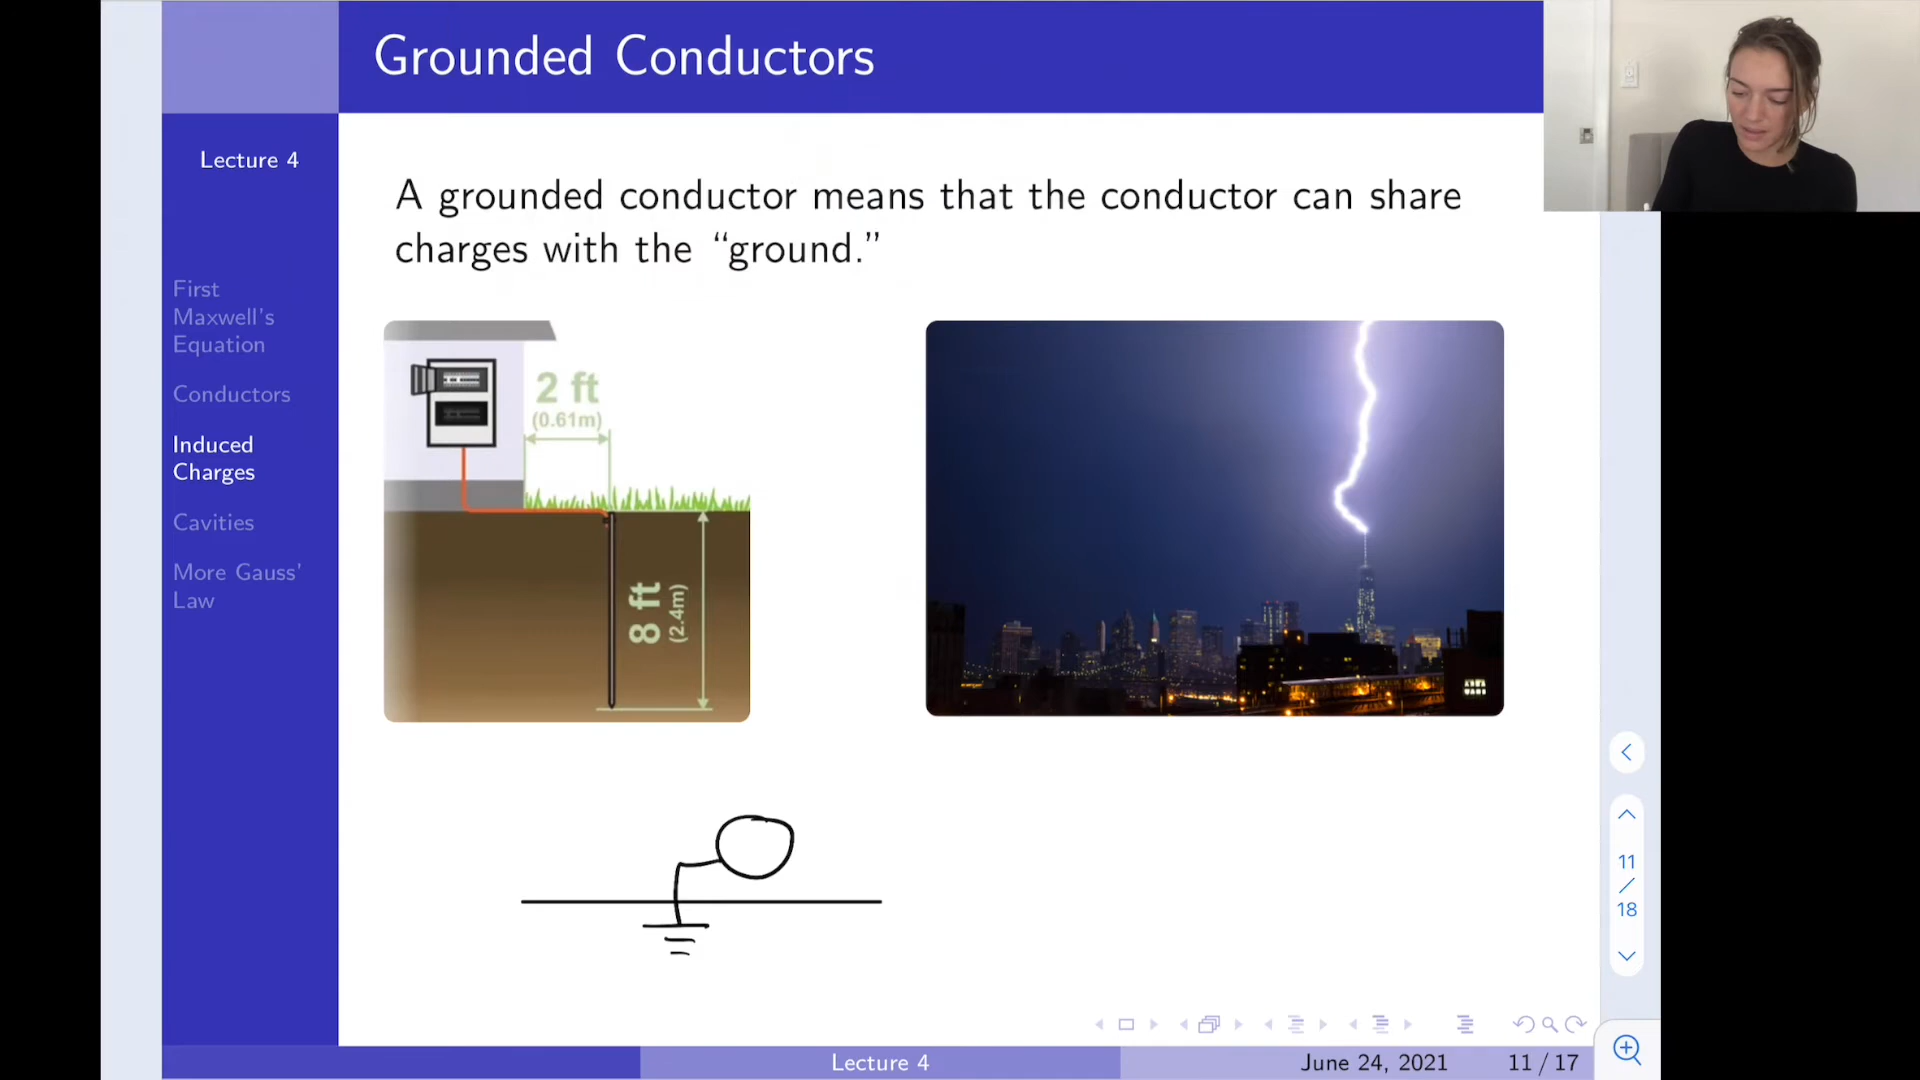 Grounded Conductors
Lecture 4
First
Maxwell's
Equation
Conductors
Induced
Charges
Cavities
More Gauss'
Law
A grounded conductor means that the conductor can share
charges with the “ground.”
2 ft
(0.61m)
8 ft
(2.4m)
11
/
18
Lecture 4
June 24, 2021
11 / 17